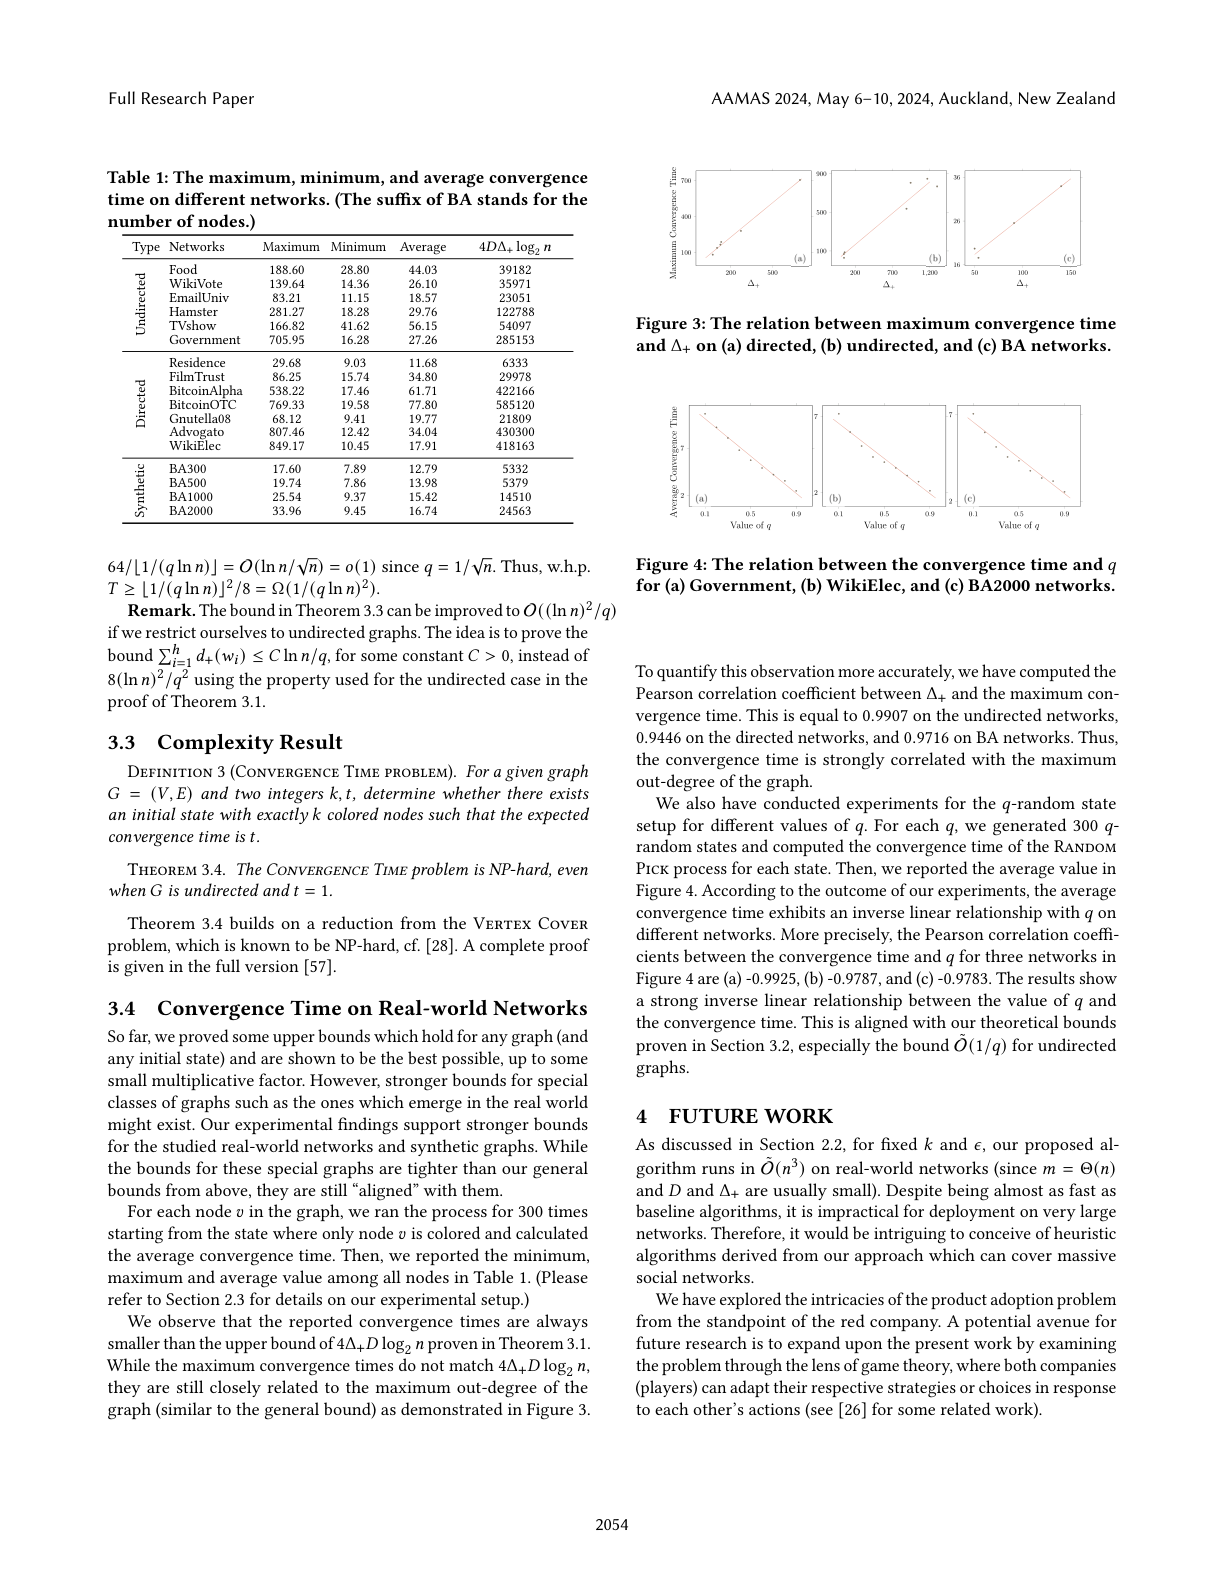 Full Research Paper
AAMAS 2024, May 6–10, 2024, Auckland, New Zealand
Table 1: The maximum, minimum, and average convergence
time on different networks. (The suffix of BA stands for the
number of nodes.)
Type Networks Maximum Minimum Average 4DΔ₊ log₂ n
Undirected
Food 188.60 28.80 44.03 39182
WikiVote 139.64 14.36 26.10 35971
EmailUniv 83.21 11.15 18.57 23051
Hamster 281.27 18.28 29.76 122788
TVshow 166.82 41.62 56.15 54097
Government 705.95 16.28 27.26 285153
Directed
Residence 29.68 9.03 11.68 6333
FilmTrust 86.25 15.74 34.80 29978
BitcoinAlpha 538.22 17.46 61.71 422166
BitcoinOTC 769.33 19.58 77.80 585120
Gnutella08 68.12 9.41 19.77 21809
Advogato 807.46 12.42 34.04 430300
WikiElec 849.17 10.45 17.91 418163
Synthetic
BA300 17.60 7.89 12.79 5332
BA500 19.74 7.86 13.98 5379
BA1000 25.54 9.37 15.42 14510
BA2000 33.96 9.45 16.74 24563
64/⌊1/(q ln n)⌋ = O(ln n/√n) = o(1) since q = 1/√n. Thus, w.h.p.
T ≥ ⌊1/(q ln n)⌋²/8 = Ω(1/(q ln n)²).
Remark. The bound in Theorem 3.3 can be improved to O((ln n)²/q)
if we restrict ourselves to undirected graphs. The idea is to prove the
bound ∑ʰᵢ₌₁ d₊(wᵢ) ≤ C ln n/q, for some constant C > 0, instead of
8(ln n)²/q² using the property used for the undirected case in the
proof of Theorem 3.1.
3.3 Complexity Result
Definition 3 (Convergence Time problem). For a given graph
G = (V, E) and two integers k, t, determine whether there exists
an initial state with exactly k colored nodes such that the expected
convergence time is t.
Theorem 3.4. The Convergence Time problem is NP-hard, even
when G is undirected and t = 1.
Theorem 3.4 builds on a reduction from the Vertex Cover
problem, which is known to be NP-hard, cf. [28]. A complete proof
is given in the full version [57].
3.4 Convergence Time on Real-world Networks
So far, we proved some upper bounds which hold for any graph (and
any initial state) and are shown to be the best possible, up to some
small multiplicative factor. However, stronger bounds for special
classes of graphs such as the ones which emerge in the real world
might exist. Our experimental findings support stronger bounds
for the studied real-world networks and synthetic graphs. While
the bounds for these special graphs are tighter than our general
bounds from above, they are still “aligned” with them.
For each node v in the graph, we ran the process for 300 times
starting from the state where only node v is colored and calculated
the average convergence time. Then, we reported the minimum,
maximum and average value among all nodes in Table 1. (Please
refer to Section 2.3 for details on our experimental setup.)
We observe that the reported convergence times are always
smaller than the upper bound of 4Δ₊D log₂ n proven in Theorem 3.1.
While the maximum convergence times do not match 4Δ₊D log₂ n,
they are still closely related to the maximum out-degree of the
graph (similar to the general bound) as demonstrated in Figure 3.
Maximum Convergence Time
700
400
100
200 500
Δ₊
(a)
900
500
100
200 700 1,200
Δ₊
(b)
36
26
16
50 100 150
Δ₊
(c)
Figure 3: The relation between maximum convergence time
and Δ₊ on (a) directed, (b) undirected, and (c) BA networks.
Average Convergence Time
7
2
(a)
0.1 0.5 0.9
Value of q
7
2
(b)
0.1 0.5 0.9
Value of q
7
2
(c)
0.1 0.5 0.9
Value of q
Figure 4: The relation between the convergence time and q
for (a) Government, (b) WikiElec, and (c) BA2000 networks.
To quantify this observation more accurately, we have computed the
Pearson correlation coefficient between Δ₊ and the maximum con-
vergence time. This is equal to 0.9907 on the undirected networks,
0.9446 on the directed networks, and 0.9716 on BA networks. Thus,
the convergence time is strongly correlated with the maximum
out-degree of the graph.
We also have conducted experiments for the q-random state
setup for different values of q. For each q, we generated 300 q-
random states and computed the convergence time of the Random
Pick process for each state. Then, we reported the average value in
Figure 4. According to the outcome of our experiments, the average
convergence time exhibits an inverse linear relationship with q on
different networks. More precisely, the Pearson correlation coeffi-
cients between the convergence time and q for three networks in
Figure 4 are (a) -0.9925, (b) -0.9787, and (c) -0.9783. The results show
a strong inverse linear relationship between the value of q and
the convergence time. This is aligned with our theoretical bounds
proven in Section 3.2, especially the bound Õ(1/q) for undirected
graphs.
4 FUTURE WORK
As discussed in Section 2.2, for fixed k and ϵ, our proposed al-
gorithm runs in Õ(n³) on real-world networks (since m = Θ(n)
and D and Δ₊ are usually small). Despite being almost as fast as
baseline algorithms, it is impractical for deployment on very large
networks. Therefore, it would be intriguing to conceive of heuristic
algorithms derived from our approach which can cover massive
social networks.
We have explored the intricacies of the product adoption problem
from the standpoint of the red company. A potential avenue for
future research is to expand upon the present work by examining
the problem through the lens of game theory, where both companies
(players) can adapt their respective strategies or choices in response
to each other’s actions (see [26] for some related work).
2054